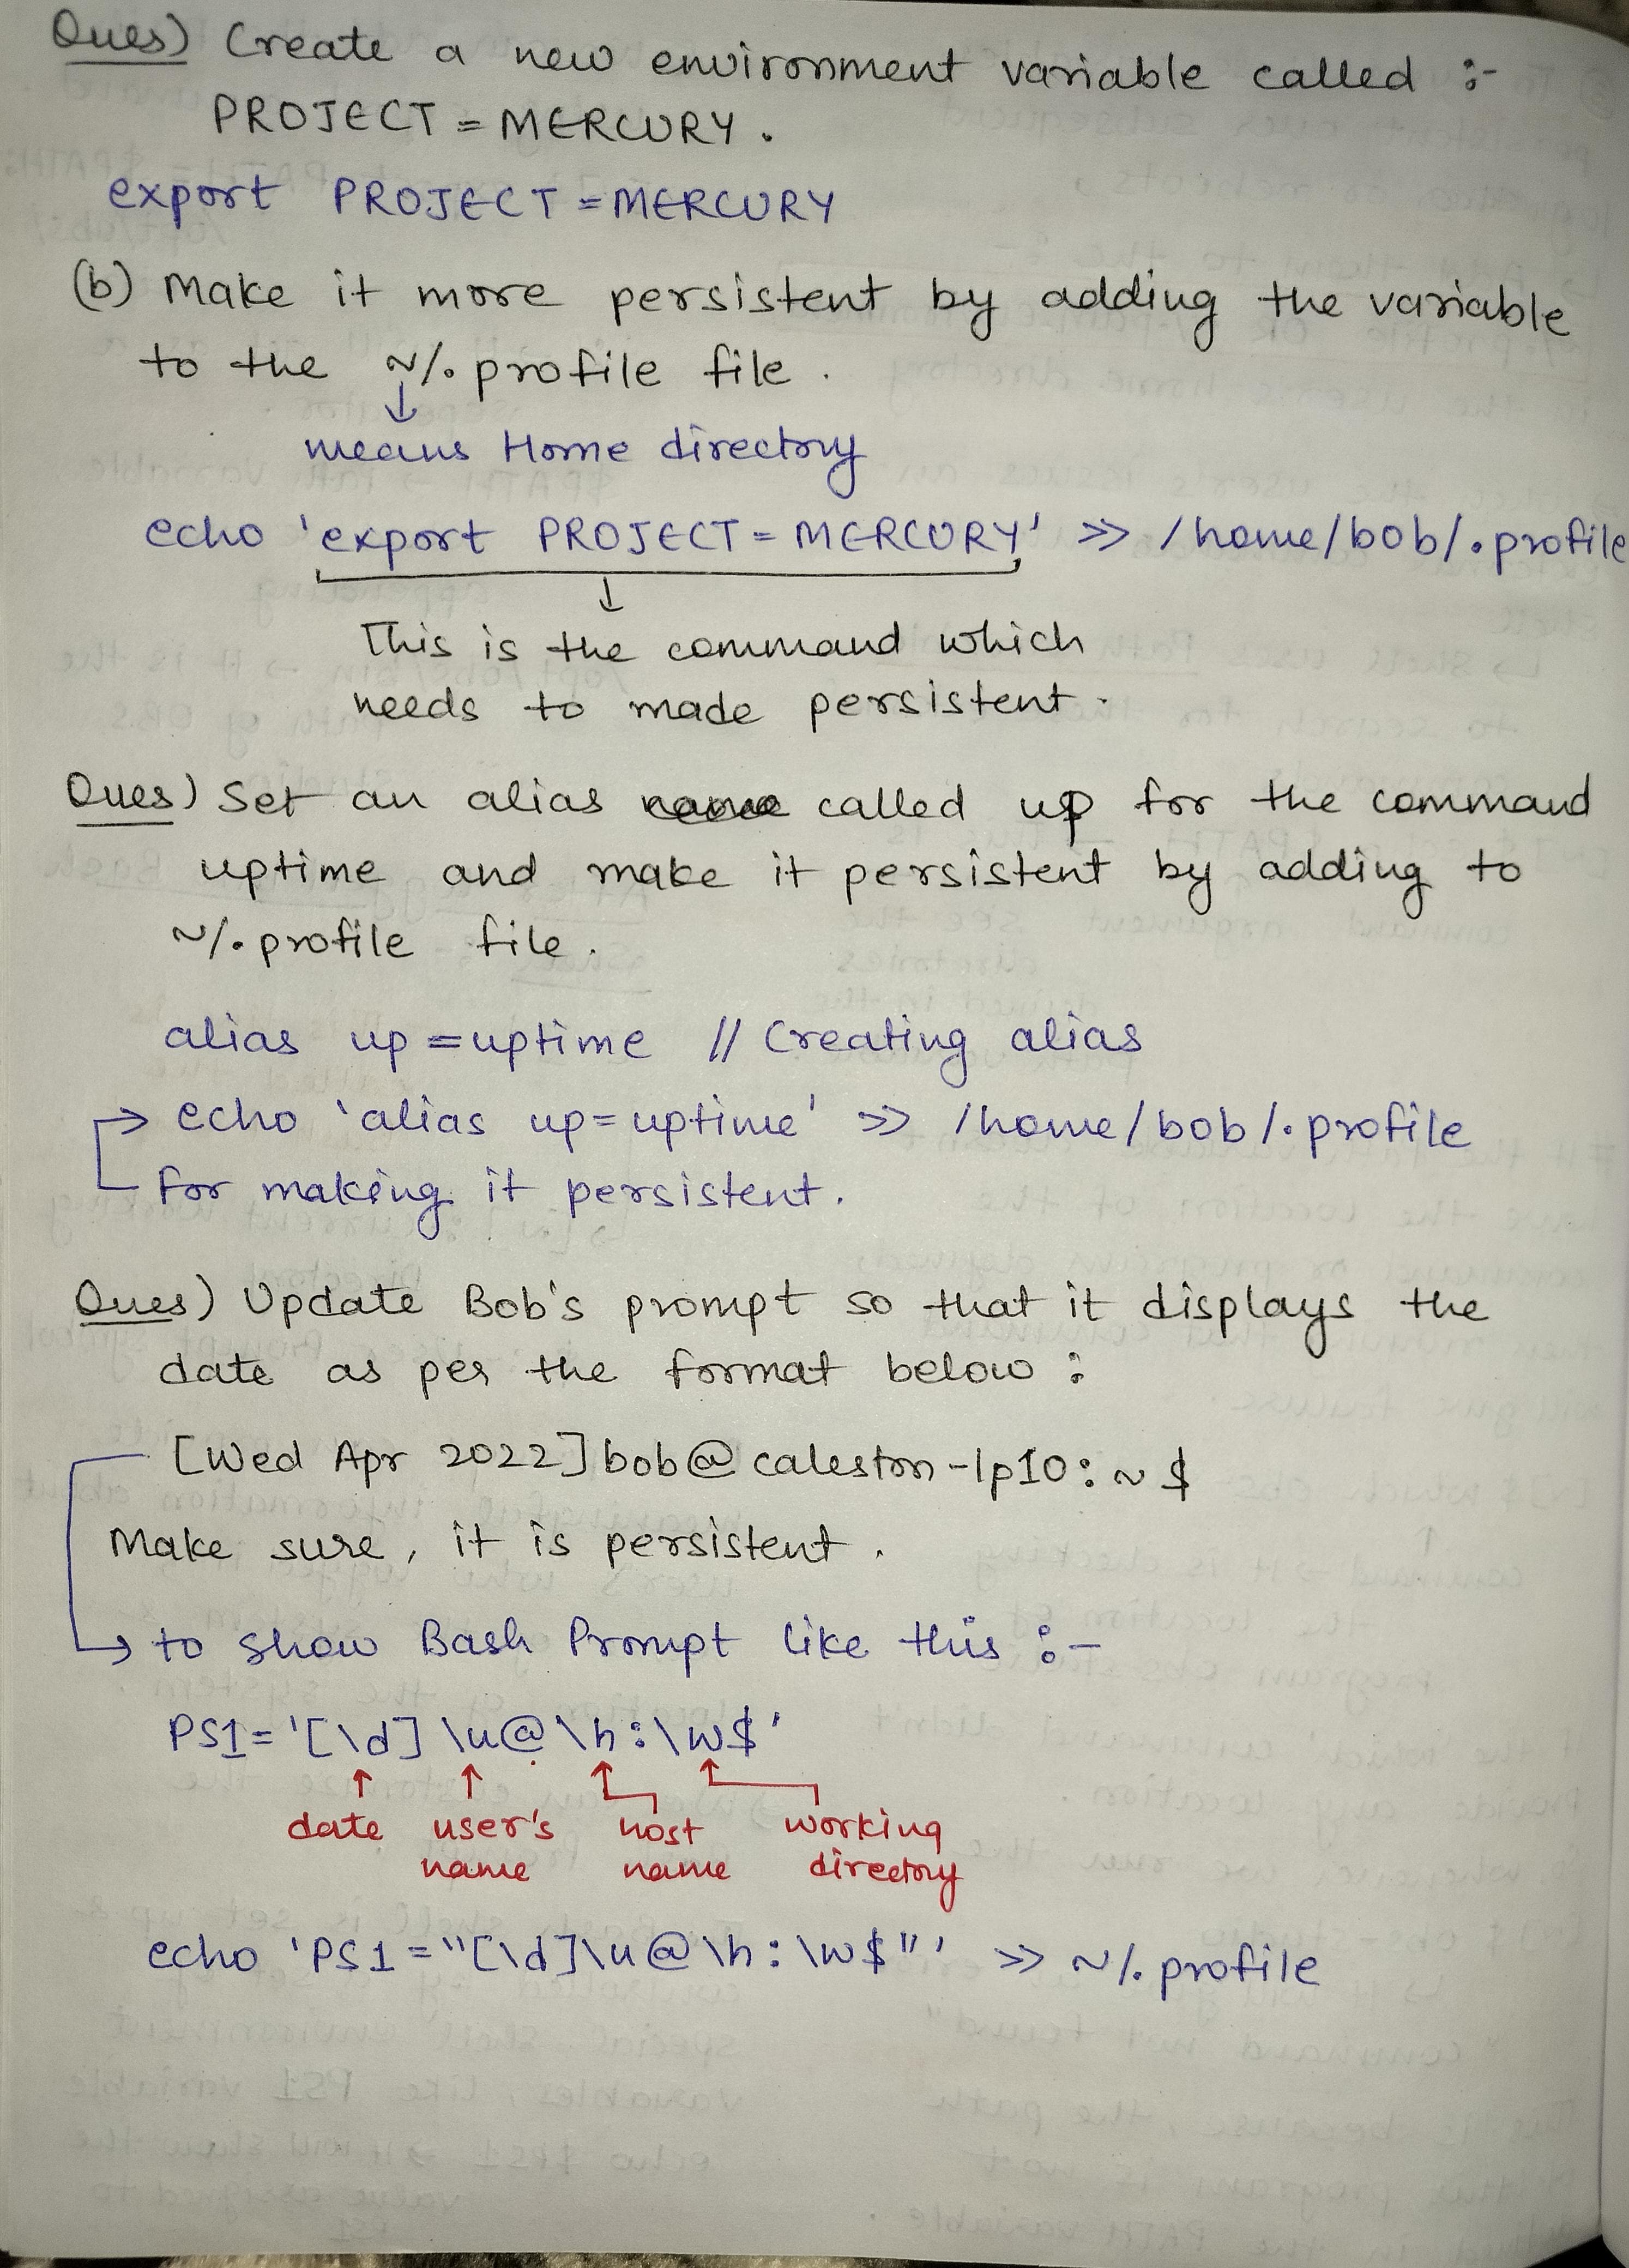 Ques) Create a new environment variable called :-
PROJECT = MERCURY.
export PROJECT = MERCURY
(b) Make it more persistent by adding the variable
to the ~/.profile file.
↓
means Home directory
echo 'export PROJECT = MERCURY' >> /home/bob/.profile
↓
This is the command which
needs to made persistent.
Ques) Set an alias called up for the command
uptime and make it persistent by adding to
~/.profile file.
alias up = uptime // Creating alias
→ echo 'alias up = uptime' >> /home/bob/.profile
for making it persistent.
Ques) Update Bob's prompt so that it displays the
date as per the format below :
[Wed Apr 2022]bob@caleston-lp10:~$
Make sure, it is persistent.
→ to show Bash Prompt like this :-
PS1='[\d]\u@\h:\w$'
↑ ↑ ↑ ↑
date user's host working
name name directory
echo 'PS1="[\d]\u@\h:\w$"' >> ~/.profile